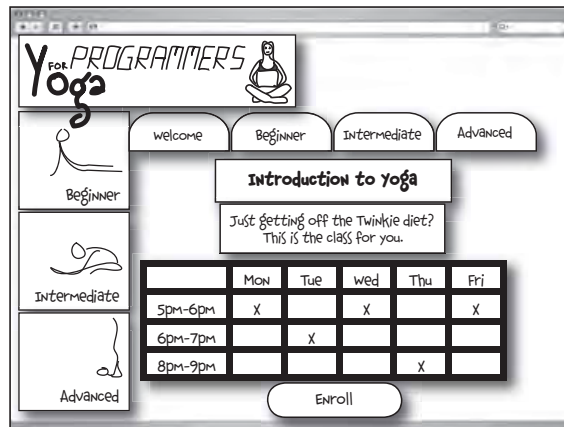 Yoga FOR PROGRAMMERS
Welcome Beginner Intermediate Advanced
Beginner
Intermediate
Advanced
Introduction to Yoga
Just getting off the Twinkie diet?
This is the class for you.
Mon Tue Wed Thu Fri
5pm-6pm X X X
6pm-7pm X
8pm-9pm X
Enroll